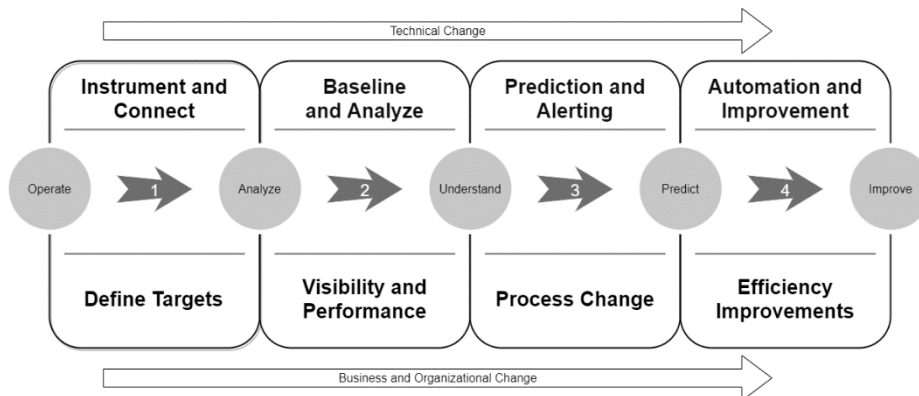 Technical Change
Instrument and
Connect
Baseline
and Analyze
Prediction and
Alerting
Automation and
Improvement
Operate
1
Analyze
2
Understand
3
Predict
4
Improve
Define Targets
Visibility and
Performance
Process Change
Efficiency
Improvements
Business and Organizational Change